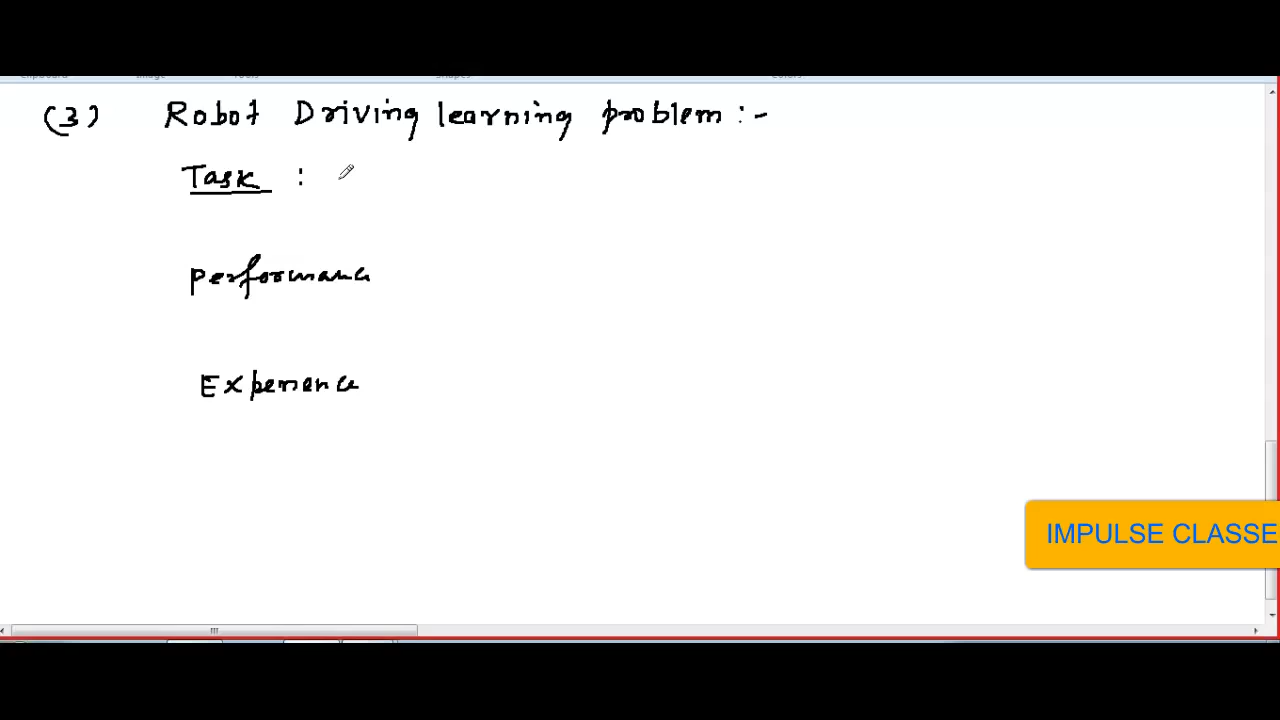 (3) Robot Driving learning problem :-
Task :
Performance
Experience
IMPULSE CLASSE